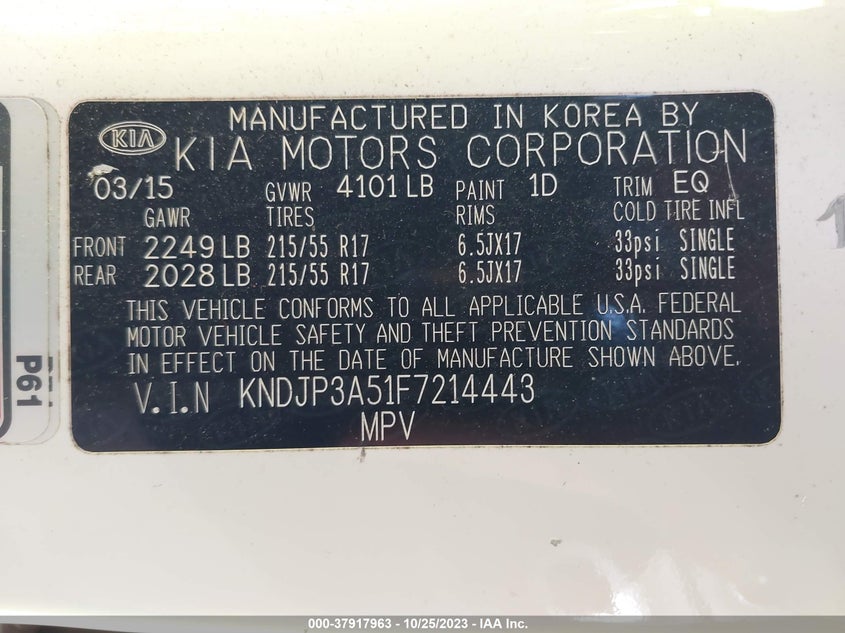 MANUFACTURED IN KOREA BY
KIA KIA MOTORS CORPORATION
03/15 GVWR 4101 LB PAINT 1D TRIM EQ
GAWR TIRES RIMS COLD TIRE INFL
FRONT 2249 LB 215/55 R17 6.5JX17 33psi SINGLE
REAR 2028 LB 215/55 R17 6.5JX17 33psi SINGLE
THIS VEHICLE CONFORMS TO ALL APPLICABLE U.S.A. FEDERAL
MOTOR VEHICLE SAFETY AND THEFT PREVENTION STANDARDS
IN EFFECT ON THE DATE OF MANUFACTURE SHOWN ABOVE.
V.I.N KNDJP3A51F7214443
MPV
P61
000-37917963 - 10/25/2023 - IAA Inc.